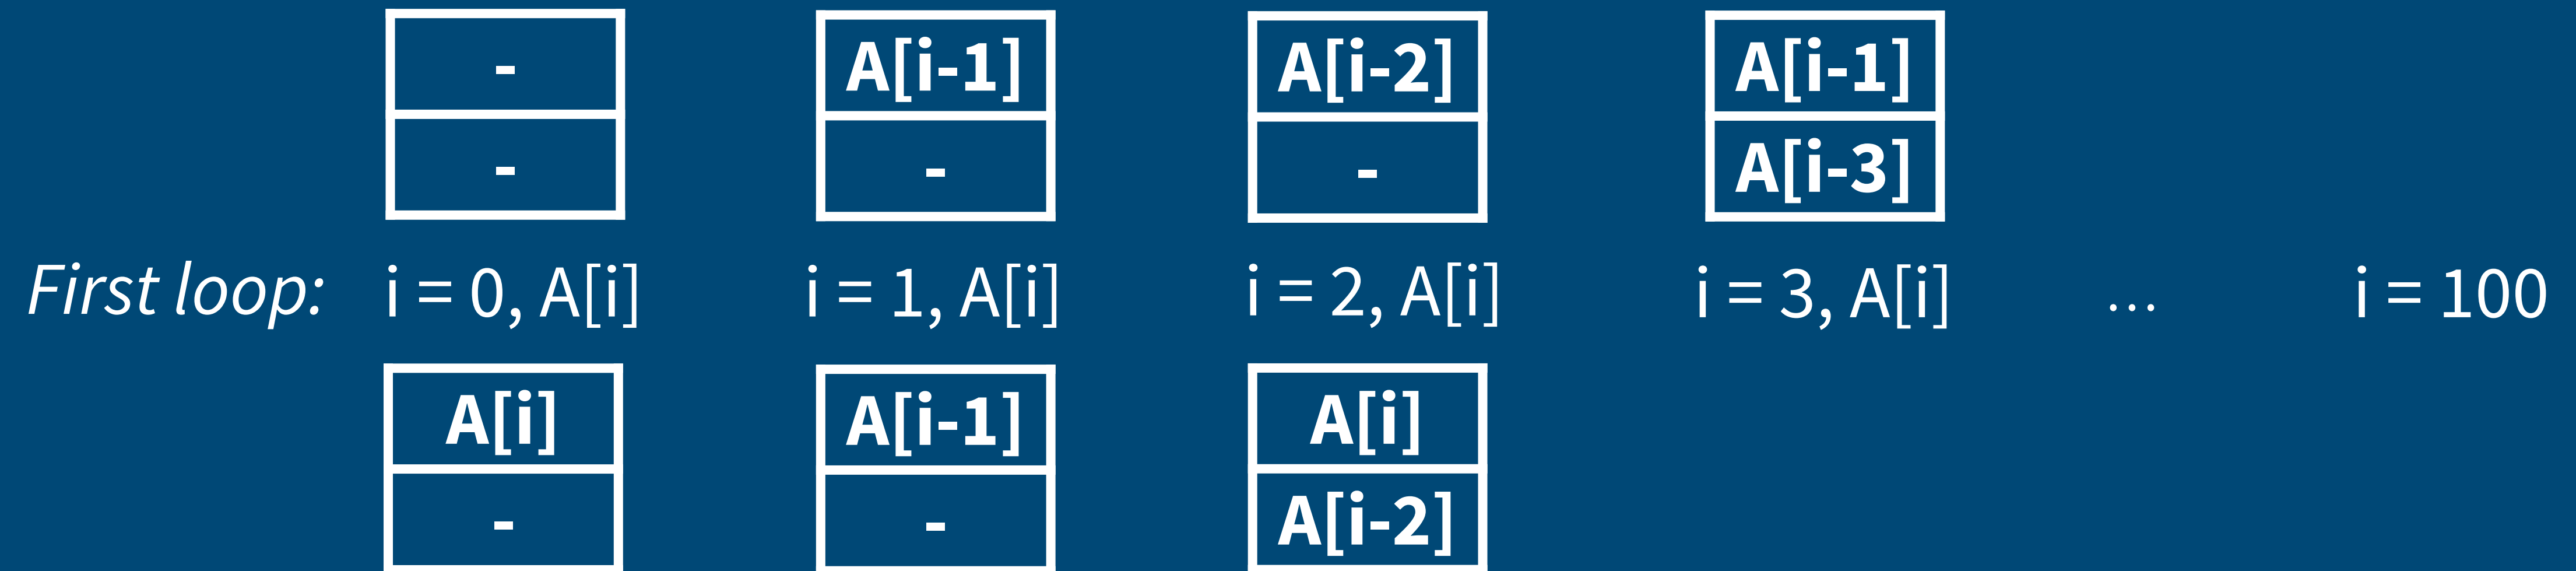 - A[i-1] A[i-2] A[i-1]
- - - A[i-3]
First loop: i = 0, A[i] i = 1, A[i] i = 2, A[i] i = 3, A[i] ... i = 100
A[i] A[i-1] A[i]
- - A[i-2]